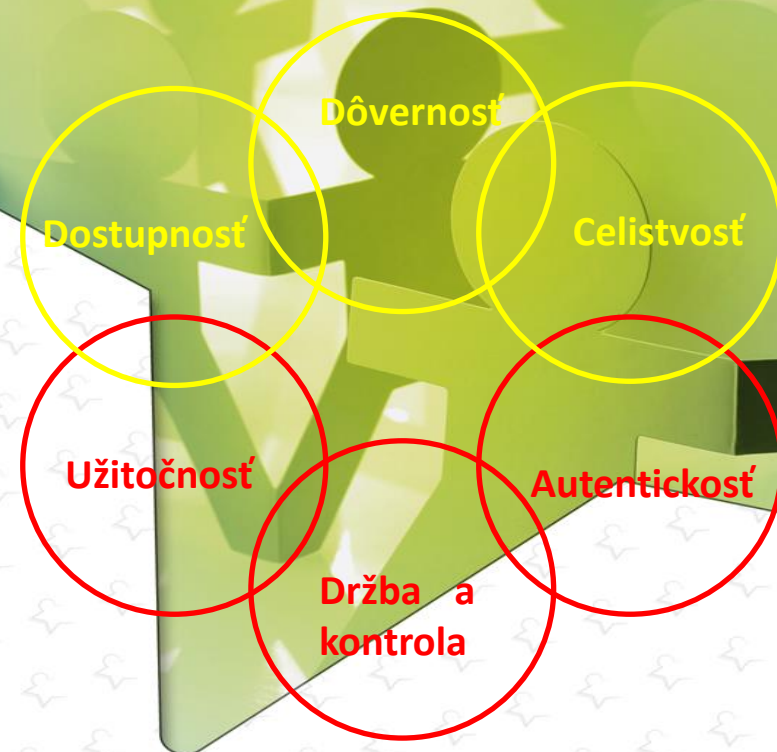 Dôvernosť
Dostupnosť
Celistvosť
Užitočnosť
Autentickosť
Držba a
kontrola